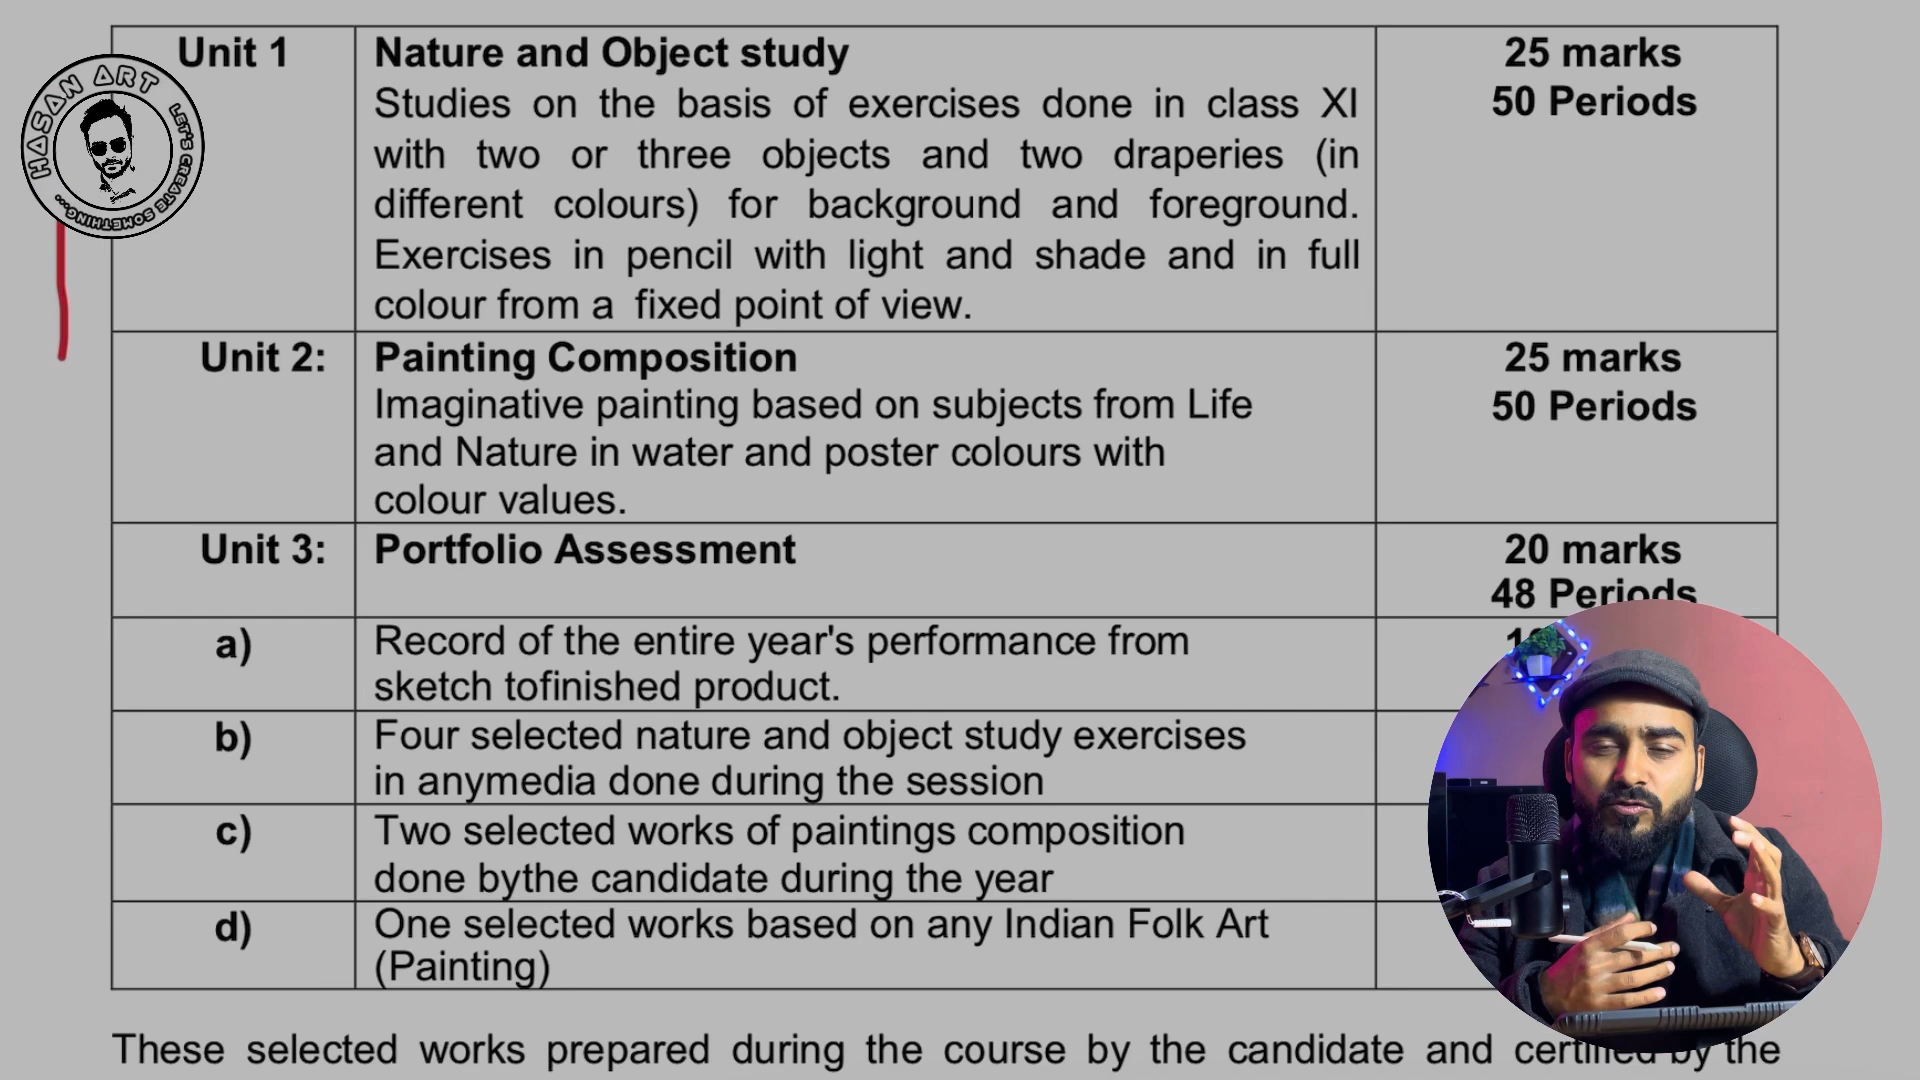 HASAN ART
LET'S CREATE SOMETHING...
Unit 1
Nature and Object study
Studies on the basis of exercises done in class XI
with two or three objects and two draperies (in
different colours) for background and foreground.
Exercises in pencil with light and shade and in full
colour from a fixed point of view.
25 marks
50 Periods
Unit 2:
Painting Composition
Imaginative painting based on subjects from Life
and Nature in water and poster colours with
colour values.
25 marks
50 Periods
Unit 3:
Portfolio Assessment
20 marks
48 Periods
a)
Record of the entire year's performance from
sketch tofinished product.
b)
Four selected nature and object study exercises
in anymedia done during the session
c)
Two selected works of paintings composition
done bythe candidate during the year
d)
One selected works based on any Indian Folk Art
(Painting)
These selected works prepared during the course by the candidate and certified by the